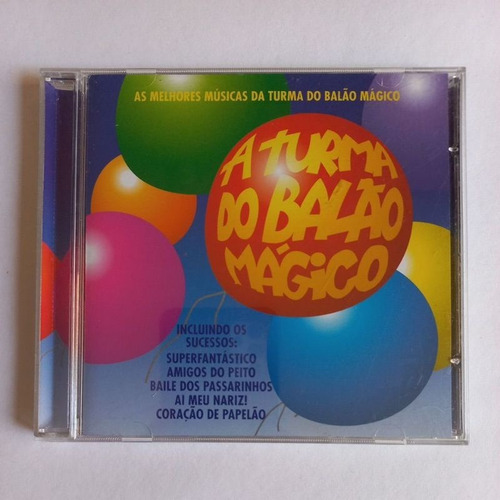 AS MELHORES MÚSICAS DA TURMA DO BALÃO MÁGICO
A TURMA
DO BALÃO
MÁGICO
INCLUINDO OS
SUCESSOS:
SUPERFANTÁSTICO
AMIGOS DO PEITO
BAILE DOS PASSARINHOS
AI MEU NARIZ!
CORAÇÃO DE PAPELÃO